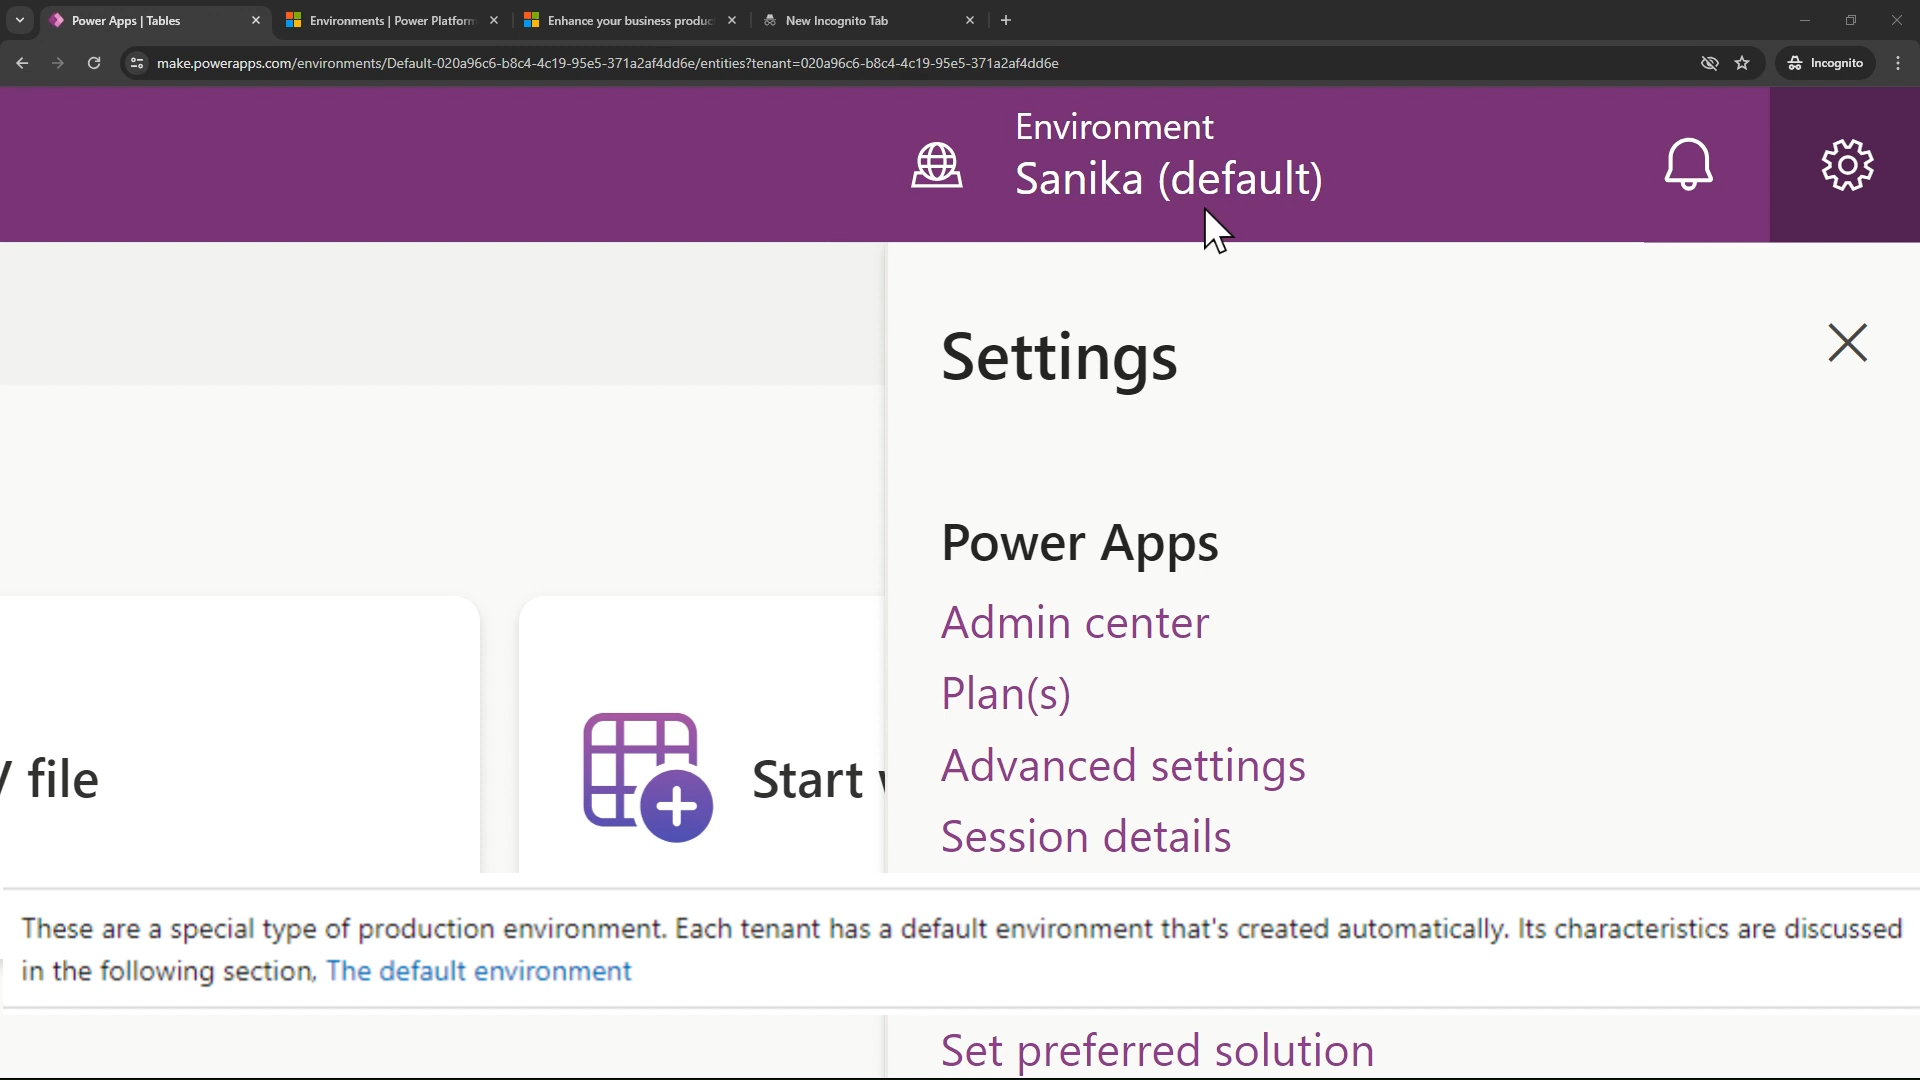 Power Apps | Tables
Environments | Power Platform
Enhance your business produc
New Incognito Tab
make.powerapps.com/environments/Default-020a96c6-b8c4-4c19-95e5-371a2af4dd6e/entities?tenant=020a96c6-b8c4-4c19-95e5-371a2af4dd6e
Incognito
Environment
Sanika (default)
Settings
Power Apps
Admin center
Plan(s)
Advanced settings
Session details
/ file
Start
These are a special type of production environment. Each tenant has a default environment that's created automatically. Its characteristics are discussed
in the following section, The default environment
Set preferred solution